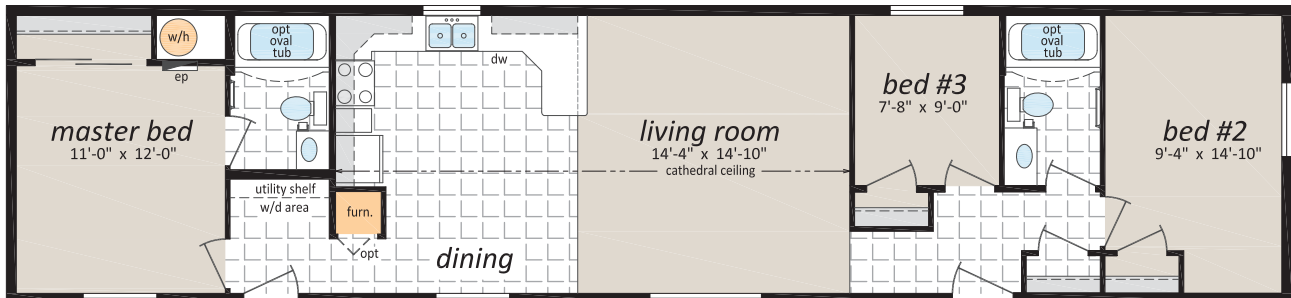 w/h
ep
master bed
11'-0" x 12'-0"
opt
oval
tub
utility shelf
w/d area
furn.
opt
dw
dining
living room
14'-4" x 14'-10"
cathedral ceiling
bed #3
7'-8" x 9'-0"
opt
oval
tub
bed #2
9'-4" x 14'-10"